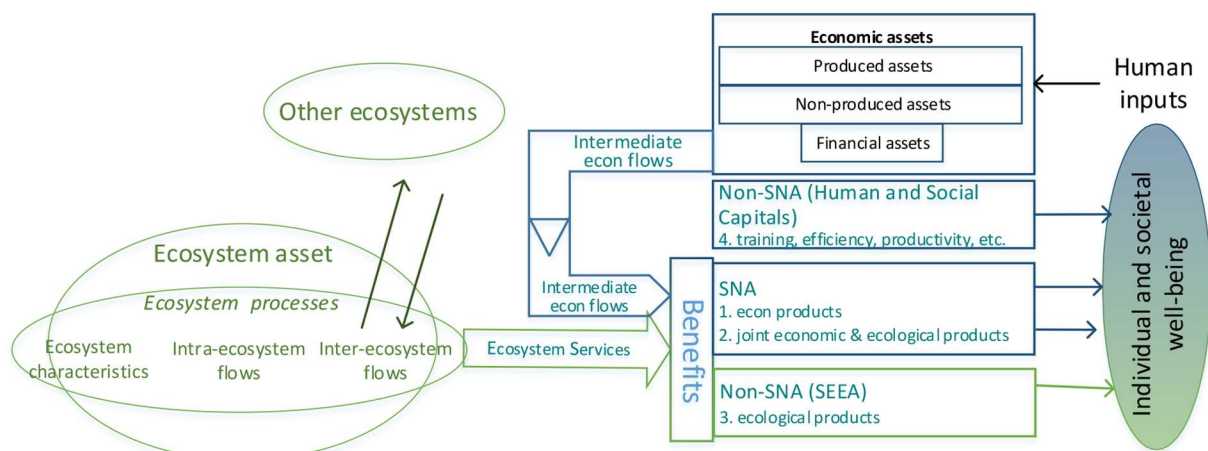 Economic assets
Produced assets
Non-produced assets
Financial assets
Human
inputs
Other ecosystems
Intermediate
econ flows
Non-SNA (Human and Social
Capitals)
4. training, efficiency, productivity, etc.
Ecosystem asset
Ecosystem processes
Ecosystem
characteristics
Intra-ecosystem
flows
Inter-ecosystem
flows
Intermediate
econ flows
Ecosystem Services
Benefits
SNA
1. econ products
2. joint economic & ecological products
Non-SNA (SEEA)
3. ecological products
Individual and societal
well-being